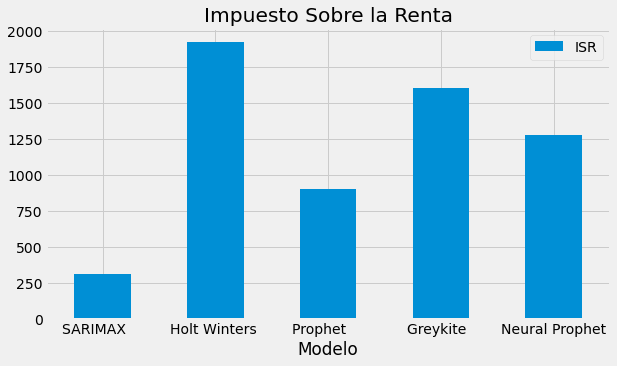 Impuesto Sobre la Renta
ISR
2000
1750
1500
1250
1000
750
500
250
0
SARIMAX Holt Winters Prophet Greykite Neural Prophet
Modelo